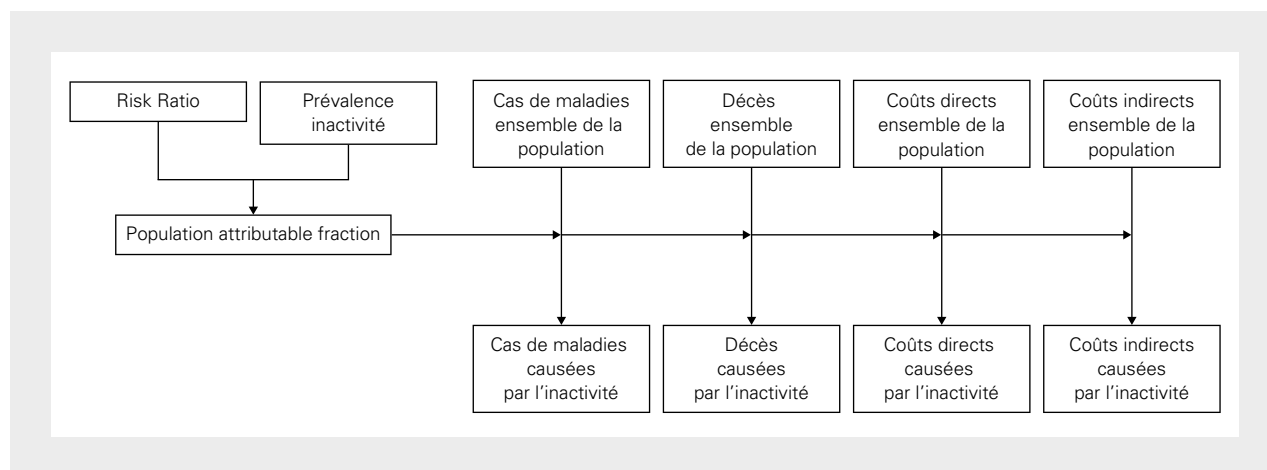 Risk Ratio
Prévalence
inactivité
Cas de maladies
ensemble de la
population
Décès
ensemble
de la population
Coûts directs
ensemble de la
population
Coûts indirects
ensemble de la
population
Population attributable fraction
Cas de maladies
causées
par l’inactivité
Décès
causées
par l’inactivité
Coûts directs
causées
par l’inactivité
Coûts indirects
causées
par l’inactivité